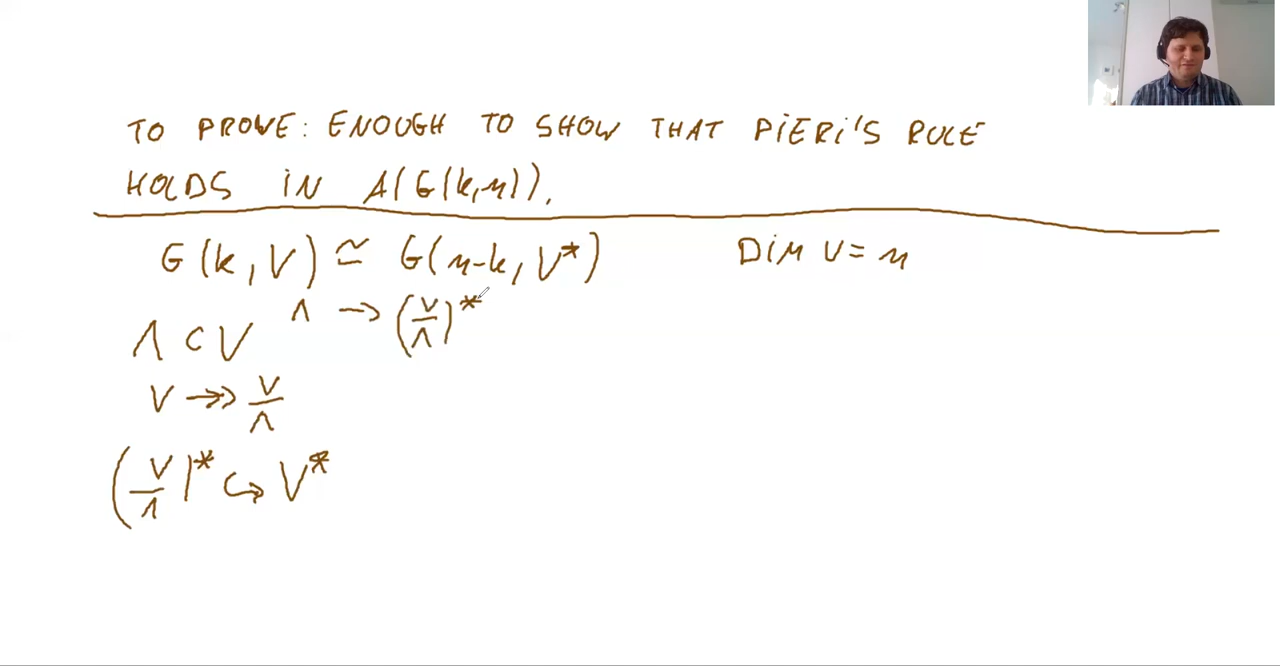 TO PROVE: ENOUGH TO SHOW THAT PIERI'S RULE
HOLDS IN A(G(k,n)).
G(k, V) ≃ G(n-k, V*) DIM V = n
Λ → (V/Λ)*
Λ ⊂ V
V ↠ V/Λ
(V/Λ)* ↪ V*